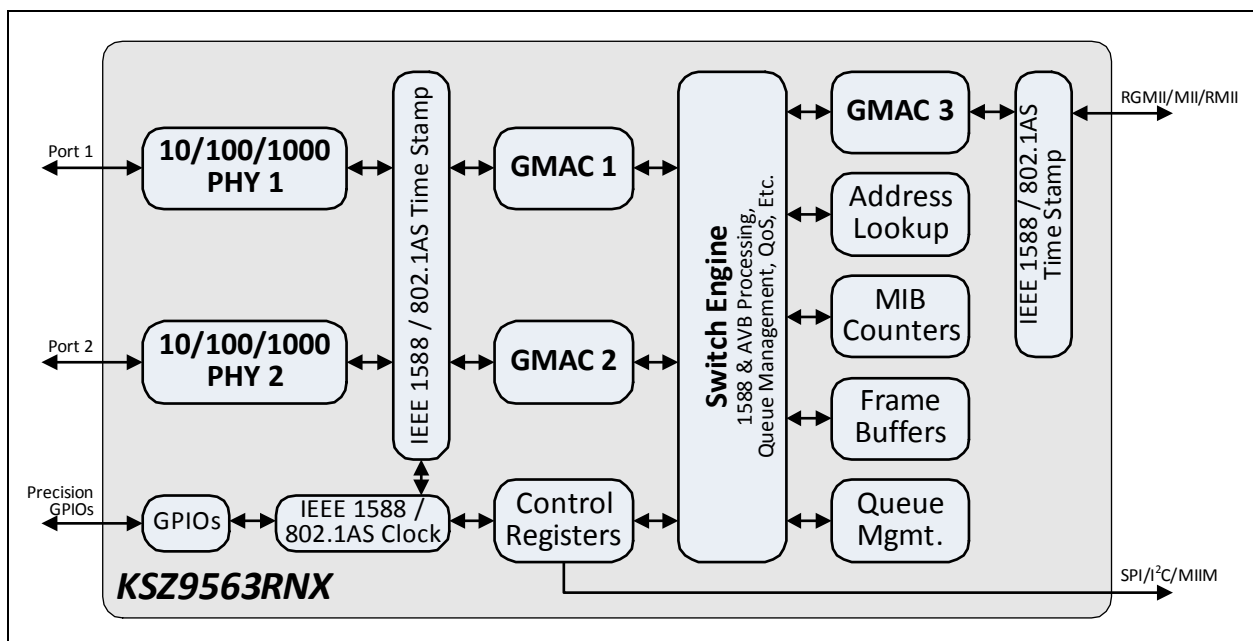 Port 1
10/100/1000
PHY 1
IEEE 1588 / 802.1AS Time Stamp
GMAC 1
Switch Engine
1588 & AVB Processing,
Queue Management, QoS, Etc.
GMAC 3
IEEE 1588 / 802.1AS
Time Stamp
RGMII/MII/RMII
Address
Lookup
MIB
Counters
Port 2
10/100/1000
PHY 2
GMAC 2
Frame
Buffers
Precision
GPIOs
GPIOs
IEEE 1588 /
802.1AS Clock
Control
Registers
Queue
Mgmt.
KSZ9563RNX
SPI/I²C/MIIM